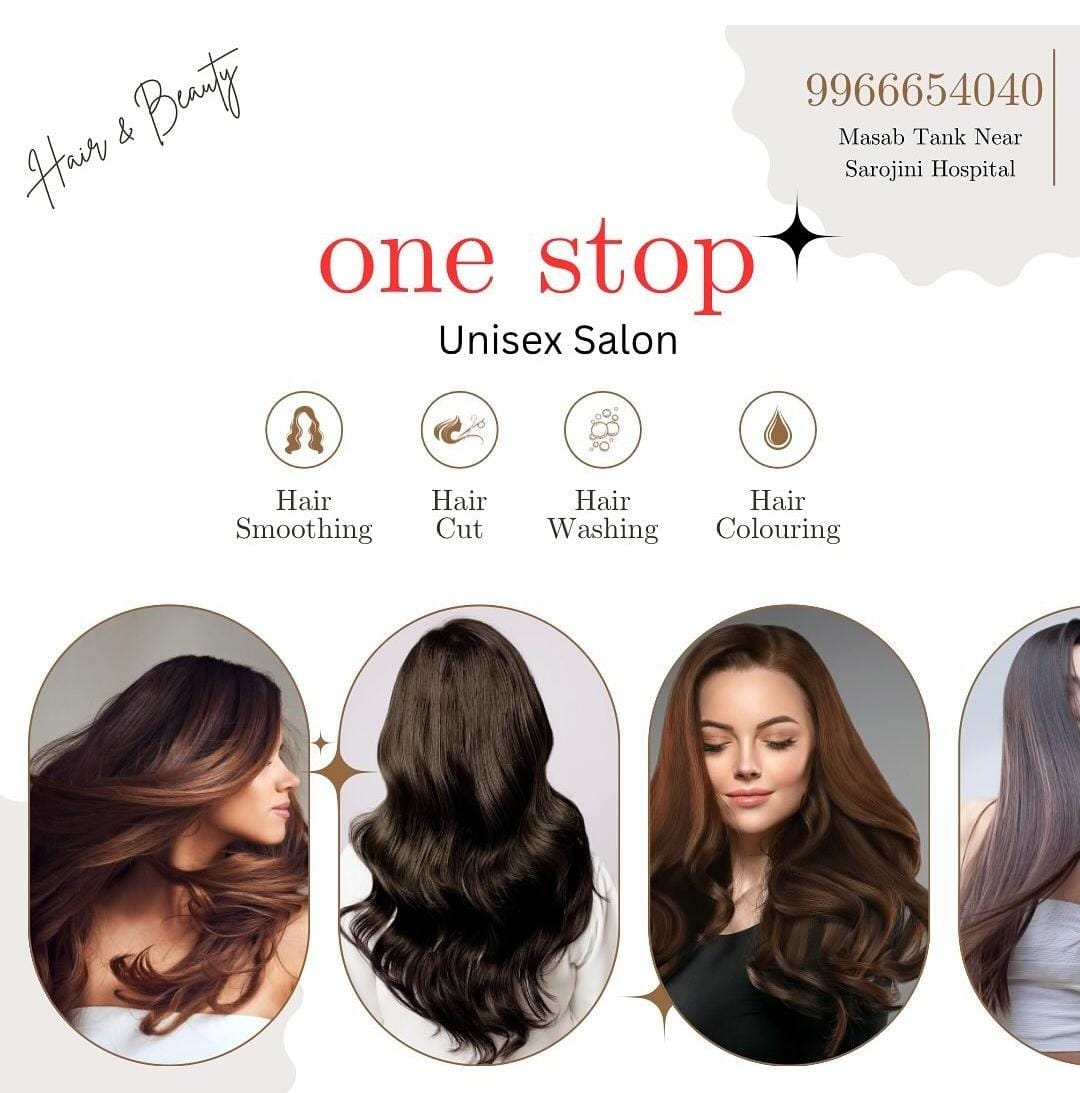 Hair & Beauty
9966654040
Masab Tank Near
Sarojini Hospital
one stop
Unisex Salon
Hair
Smoothing
Hair
Cut
Hair
Washing
Hair
Colouring